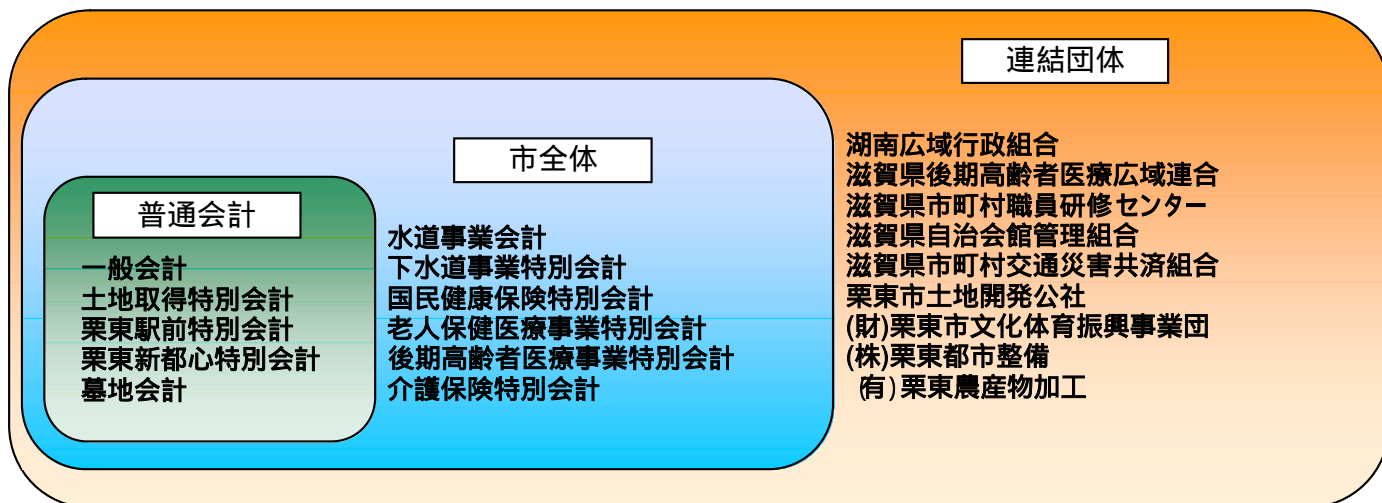 連結団体
湖南広域行政組合
滋賀県後期高齢者医療広域連合
滋賀県市町村職員研修センター
滋賀県自治会館管理組合
滋賀県市町村交通災害共済組合
栗東市土地開発公社
(財)栗東市文化体育振興事業団
(株)栗東都市整備
(有)栗東農産物加工
市全体
水道事業会計
下水道事業特別会計
国民健康保険特別会計
老人保健医療事業特別会計
後期高齢者医療事業特別会計
介護保険特別会計
普通会計
一般会計
土地取得特別会計
栗東駅前特別会計
栗東新都心特別会計
墓地会計